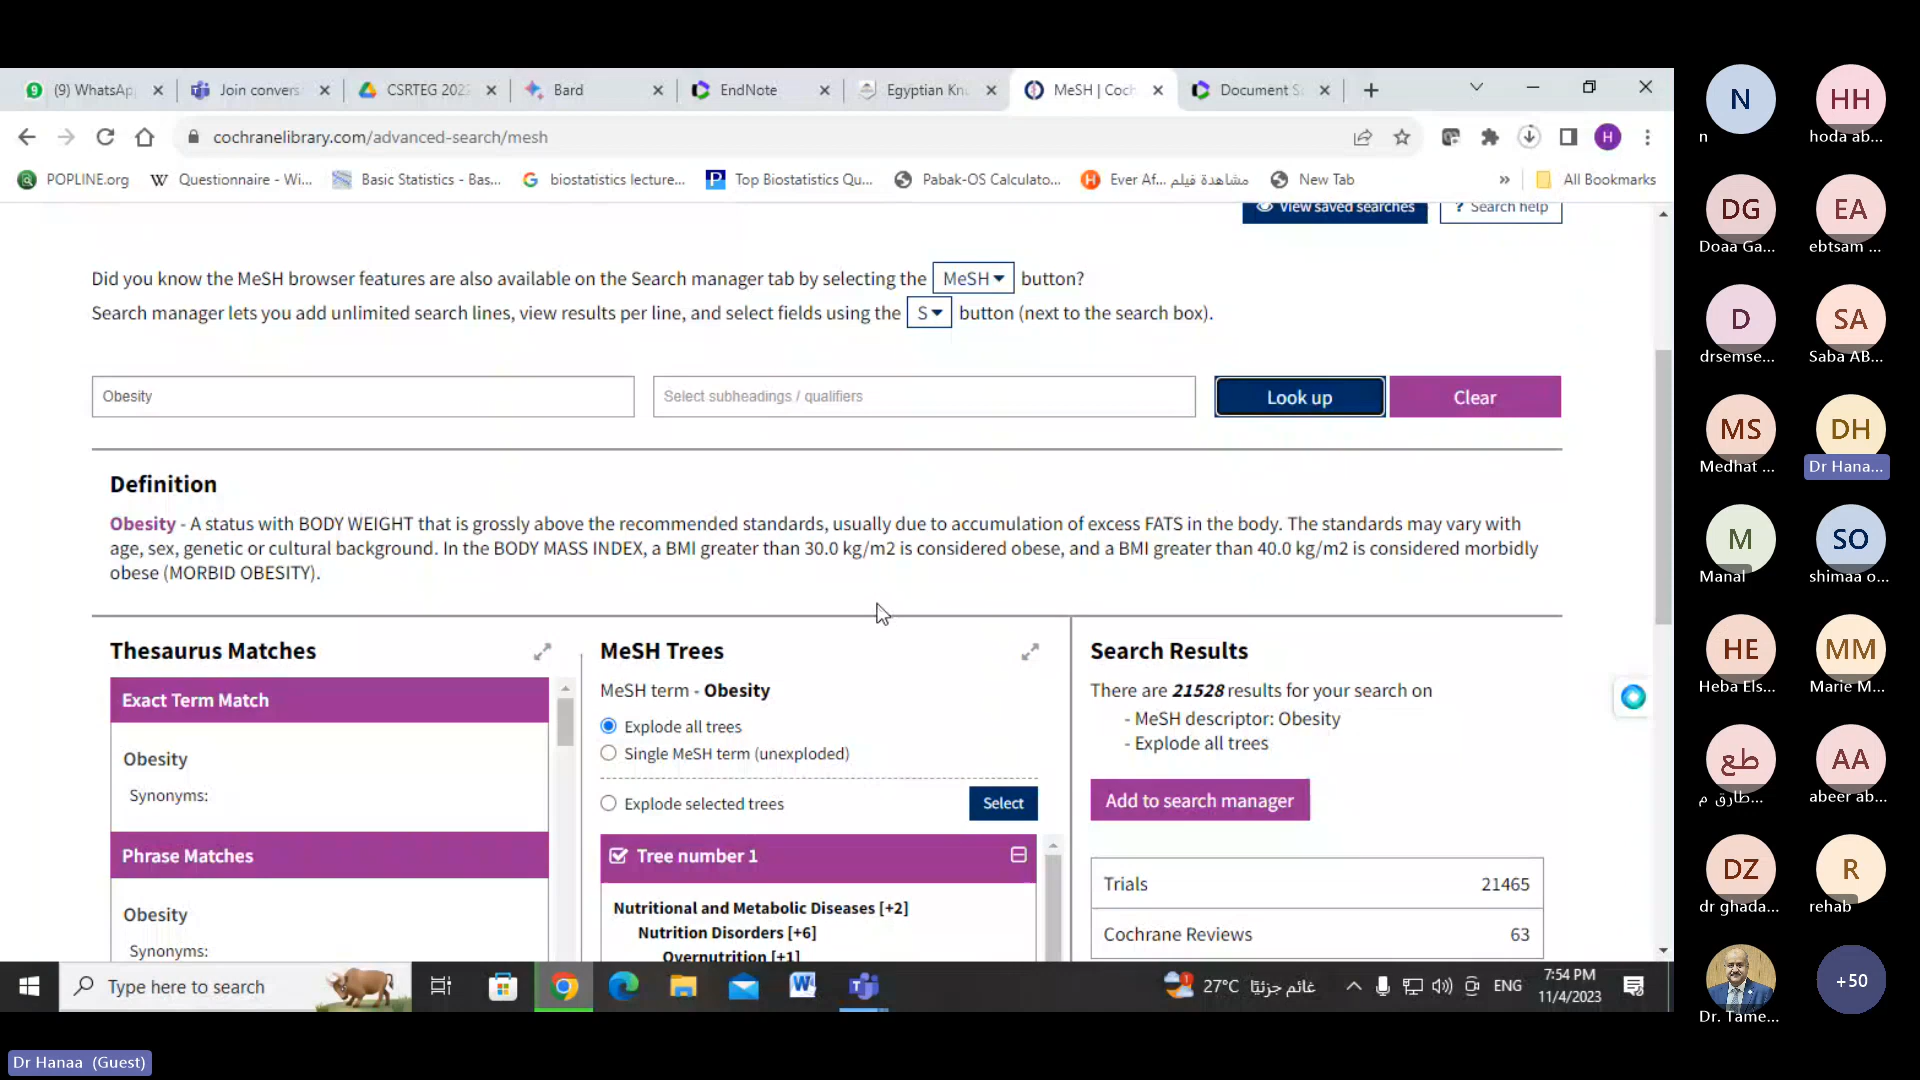 (9) WhatsAp
Join convers
CSRTEG 202
Bard
EndNote
Egyptian Kn
MeSH | Coch
Document S
cochranelibrary.com/advanced-search/mesh
H
POPLINE.org
W Questionnaire - Wi...
Basic Statistics - Bas...
G biostatistics lecture...
P Top Biostatistics Qu...
Pabak-OS Calculato...
H Ever Af... مشاهدة فيلم
New Tab
»
All Bookmarks
View saved searches
? Search help
Did you know the MeSH browser features are also available on the Search manager tab by selecting the MeSH button?
Search manager lets you add unlimited search lines, view results per line, and select fields using the S button (next to the search box).
Obesity
Select subheadings / qualifiers
Look up
Clear
Definition
Obesity - A status with BODY WEIGHT that is grossly above the recommended standards, usually due to accumulation of excess FATS in the body. The standards may vary with
age, sex, genetic or cultural background. In the BODY MASS INDEX, a BMI greater than 30.0 kg/m2 is considered obese, and a BMI greater than 40.0 kg/m2 is considered morbidly
obese (MORBID OBESITY).
Thesaurus Matches
Exact Term Match
Obesity
Synonyms:
Phrase Matches
Obesity
Synonyms:
MeSH Trees
MeSH term - Obesity
Explode all trees
Single MeSH term (unexploded)
Explode selected trees
Select
Tree number 1
Nutritional and Metabolic Diseases [+2]
Nutrition Disorders [+6]
Overnutrition [+1]
Search Results
There are 21528 results for your search on
- MeSH descriptor: Obesity
- Explode all trees
Add to search manager
Trials 21465
Cochrane Reviews 63
Type here to search
27°C غائم جزئيًا
ENG
7:54 PM
11/4/2023
N
n
HH
hoda ab...
DG
Doaa Ga...
EA
ebtsam ...
D
drsemse...
SA
Saba AB...
MS
Medhat ...
DH
Dr Hana...
M
Manal
SO
shimaa o...
HE
Heba Els...
MM
Marie M...
طع
طارق م...
AA
abeer ab...
DZ
dr ghada...
R
rehab
Dr. Tame...
+50
Dr Hanaa (Guest)